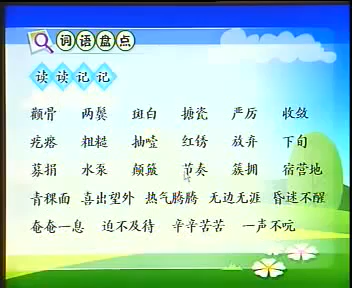 词语盘点
读读记记
颧骨 两鬓 斑白 搪瓷 严厉 收敛
疙瘩 粗糙 抽噎 红锈 放弃 下旬
募捐 水泵 颠簸 节奏 簇拥 宿营地
青稞面 喜出望外 热气腾腾 无边无涯 昏迷不醒
奄奄一息 迫不及待 辛辛苦苦 一声不吭